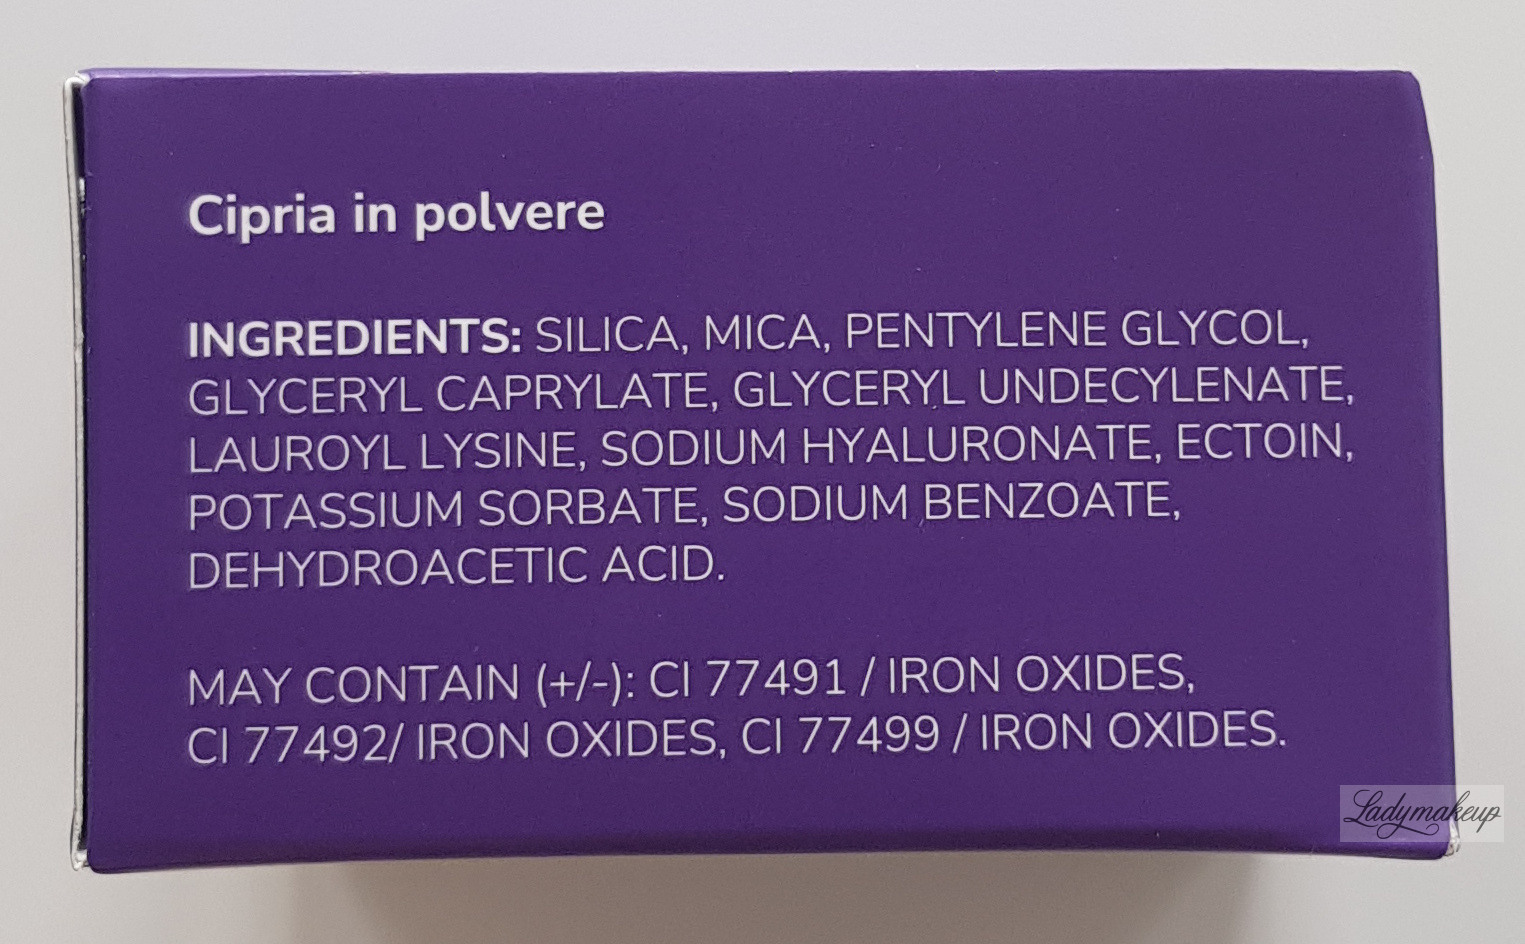 Cipria in polvere
INGREDIENTS: SILICA, MICA, PENTYLENE GLYCOL,
GLYCERYL CAPRYLATE, GLYCERYL UNDECYLENATE,
LAUROYL LYSINE, SODIUM HYALURONATE, ECTOIN,
POTASSIUM SORBATE, SODIUM BENZOATE,
DEHYDROACETIC ACID.
MAY CONTAIN (+/-): CI 77491 / IRON OXIDES,
CI 77492/ IRON OXIDES, CI 77499 / IRON OXIDES.
Ladymakeup